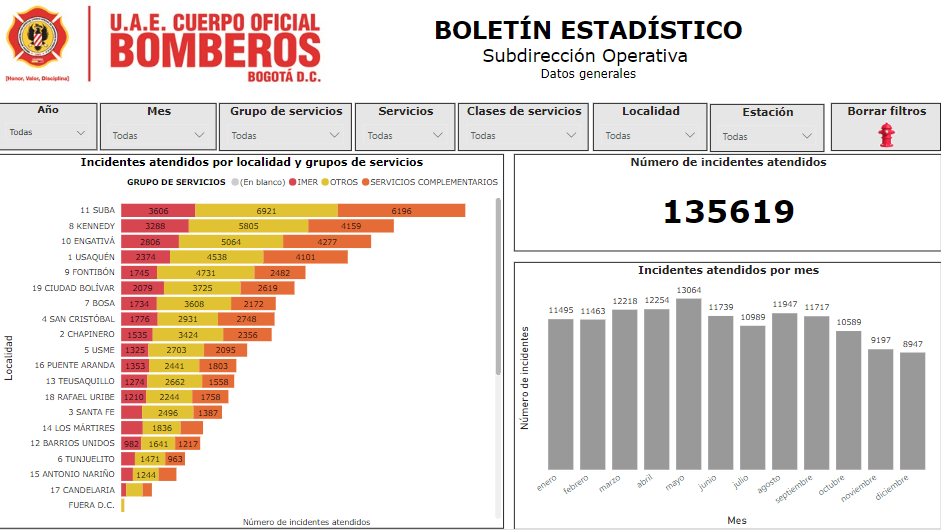 U.A.E. CUERPO OFICIAL
BOMBEROS
BOGOTÁ D.C.
[Honor, Valor, Disciplina]
BOLETÍN ESTADÍSTICO
Subdirección Operativa
Datos generales
Año
Todas
Mes
Todas
Grupo de servicios
Todas
Servicios
Todas
Clases de servicios
Todas
Localidad
Todas
Estación
Todas
Borrar filtros
Incidentes atendidos por localidad y grupos de servicios
GRUPO DE SERVICIOS (En blanco) IMER OTROS SERVICIOS COMPLEMENTARIOS
Localidad
11 SUBA 3606 6921 6196
8 KENNEDY 3288 5805 4159
10 ENGATIVÁ 2806 5064 4277
1 USAQUÉN 2374 4538 4101
9 FONTIBÓN 1745 4731 2482
19 CIUDAD BOLÍVAR 2079 3725 2619
7 BOSA 1734 3608 2172
4 SAN CRISTÓBAL 1776 2931 2748
2 CHAPINERO 1535 3424 2356
5 USME 1325 2703 2095
16 PUENTE ARANDA 1353 2441 1803
13 TEUSAQUILLO 1274 2662 1558
18 RAFAEL URIBE 1210 2244 1758
3 SANTA FE 2496 1387
14 LOS MÁRTIRES 1836
12 BARRIOS UNIDOS 982 1641 1217
6 TUNJUELITO 1471 963
15 ANTONIO NARIÑO 1244
17 CANDELARIA
FUERA D.C.
Número de incidentes atendidos
Número de incidentes atendidos
135619
Incidentes atendidos por mes
Número de incidentes
11495 11463 12218 12254 13064 11739 10989 11947 11717 10589 9197 8947
enero febrero marzo abril mayo junio julio agosto septiembre octubre noviembre diciembre
Mes